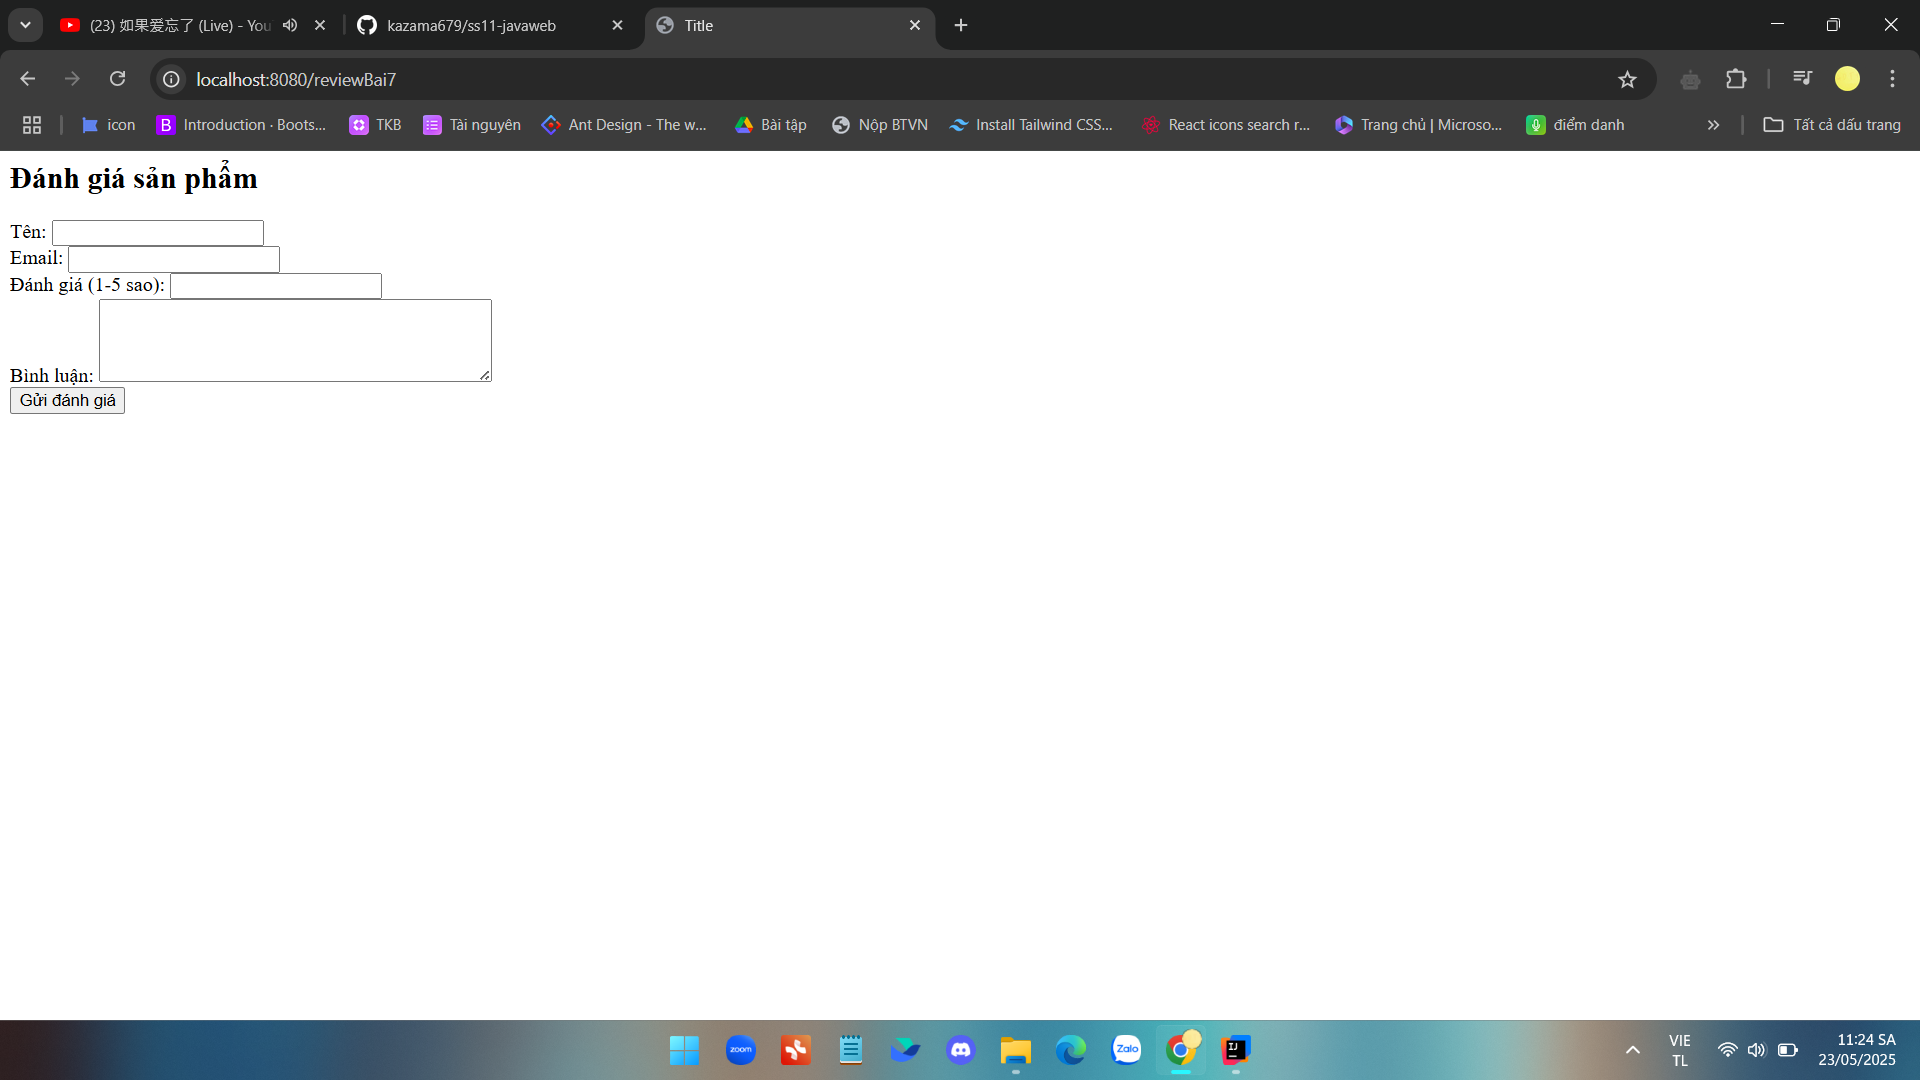 (23) 如果爱忘了 (Live) - You
kazama679/ss11-javaweb
Title
localhost:8080/reviewBai7
icon
B
Introduction · Boots...
TKB
Tài nguyên
Ant Design - The w...
Bài tập
Nộp BTVN
Install Tailwind CSS...
React icons search r...
Trang chủ | Microso...
điểm danh
Tất cả dấu trang
Đánh giá sản phẩm
Tên:
Email:
Đánh giá (1-5 sao):
Bình luận:
Gửi đánh giá
zoom
Zalo
IJ
VIE
TL
11:24 SA
23/05/2025